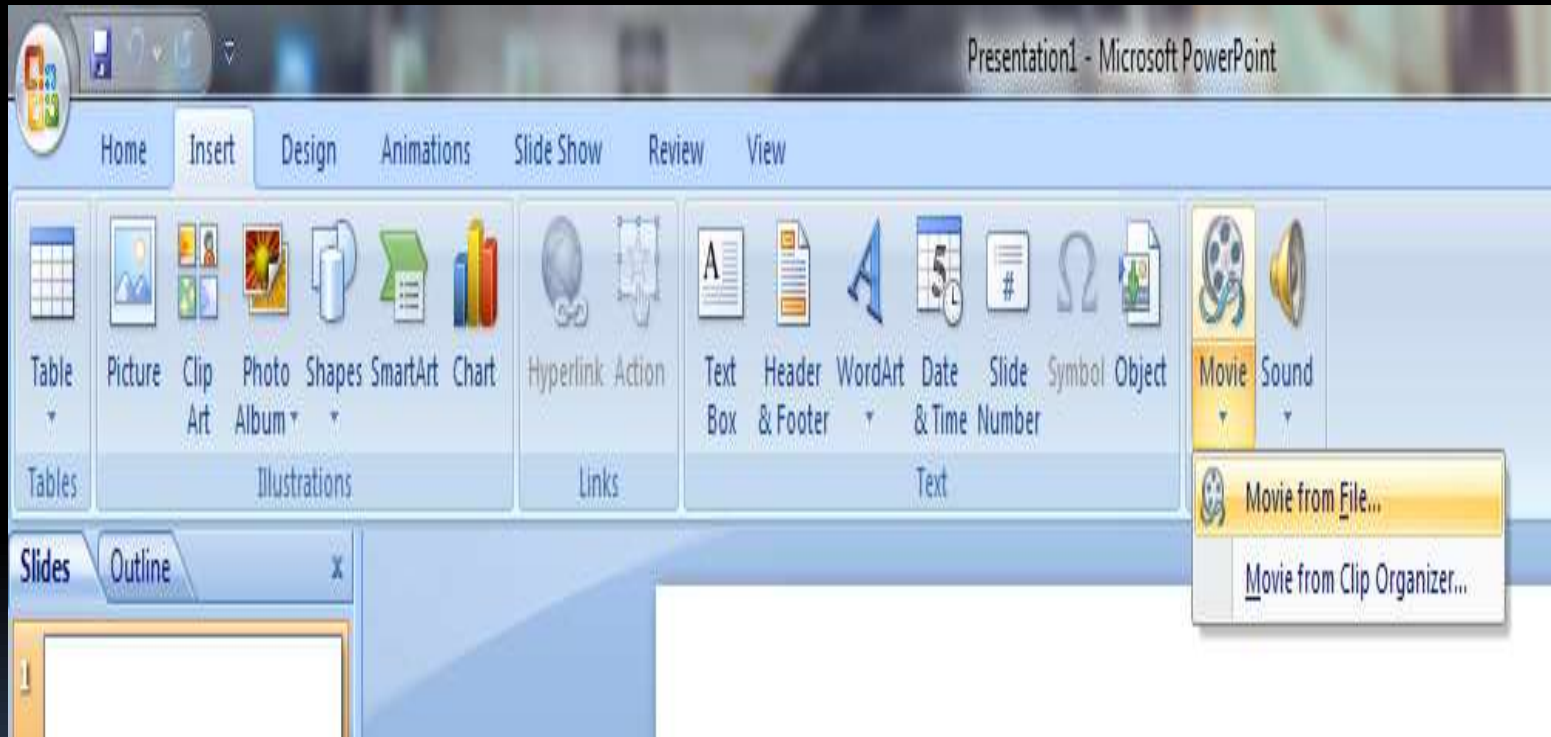 Presentation1 - Microsoft PowerPoint
Home Insert Design Animations Slide Show Review View
Table Picture Clip Art Photo Album Shapes SmartArt Chart Hyperlink Action Text Box Header & Footer WordArt Date & Time Slide Number Symbol Object Movie Sound
Tables Illustrations Links Text
Movie from File...
Movie from Clip Organizer...
Slides Outline x
1